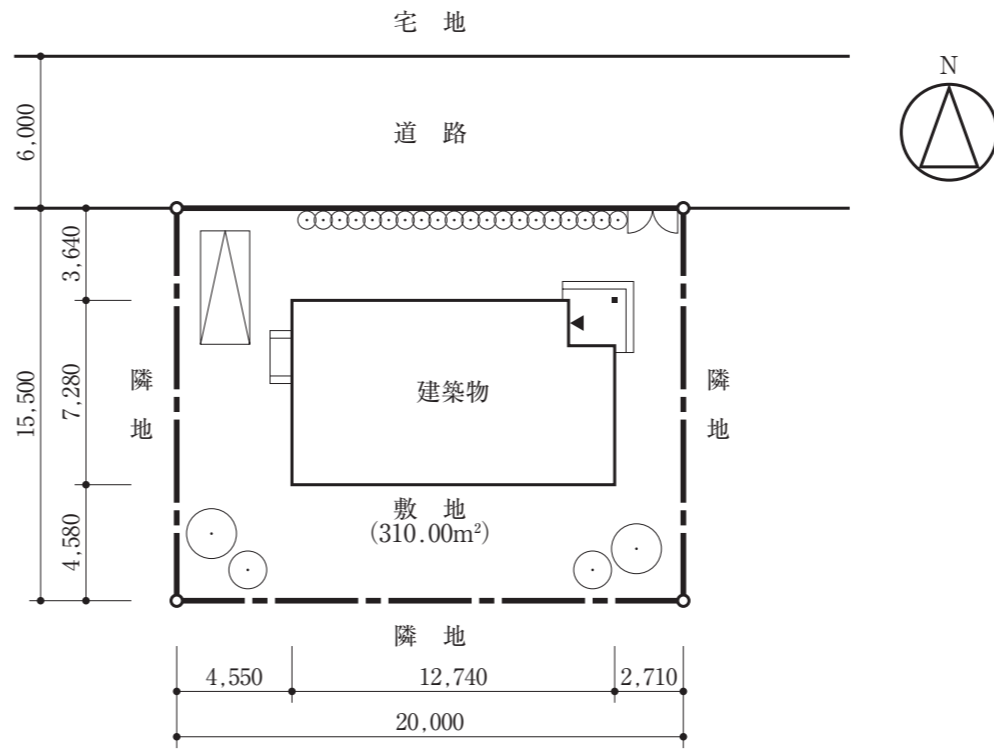 宅 地
N
6,000
道 路
3,640
15,500
7,280
隣
地
建築物
隣
地
敷 地
(310.00m²)
4,580
隣 地
4,550
12,740
2,710
20,000